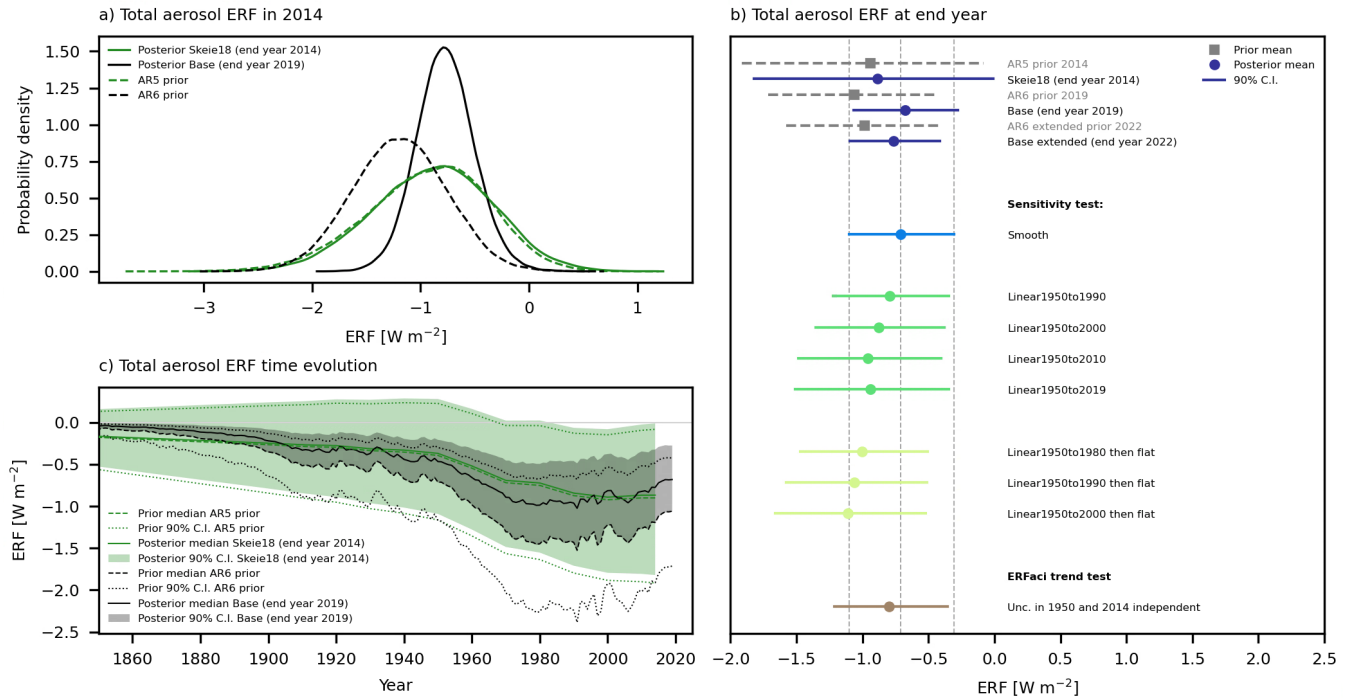 a) Total aerosol ERF in 2014
Posterior Skeie18 (end year 2014)
Posterior Base (end year 2019)
AR5 prior
AR6 prior
Probability density
1.50
1.25
1.00
0.75
0.50
0.25
0.00
−3
−2
−1
0
1
ERF [W m−2]
c) Total aerosol ERF time evolution
ERF [W m−2]
0.0
−0.5
−1.0
−1.5
−2.0
−2.5
Prior median AR5 prior
Prior 90% C.I. AR5 prior
Posterior median Skeie18 (end year 2014)
Posterior 90% C.I. Skeie18 (end year 2014)
Prior median AR6 prior
Prior 90% C.I. AR6 prior
Posterior median Base (end year 2019)
Posterior 90% C.I. Base (end year 2019)
1860
1880
1900
1920
1940
1960
1980
2000
2020
Year
b) Total aerosol ERF at end year
Prior mean
Posterior mean
90% C.I.
AR5 prior 2014
Skeie18 (end year 2014)
AR6 prior 2019
Base (end year 2019)
AR6 extended prior 2022
Base extended (end year 2022)
Sensitivity test:
Smooth
Linear1950to1990
Linear1950to2000
Linear1950to2010
Linear1950to2019
Linear1950to1980 then flat
Linear1950to1990 then flat
Linear1950to2000 then flat
ERFaci trend test
Unc. in 1950 and 2014 independent
−2.0
−1.5
−1.0
−0.5
0.0
0.5
1.0
1.5
2.0
2.5
ERF [W m−2]